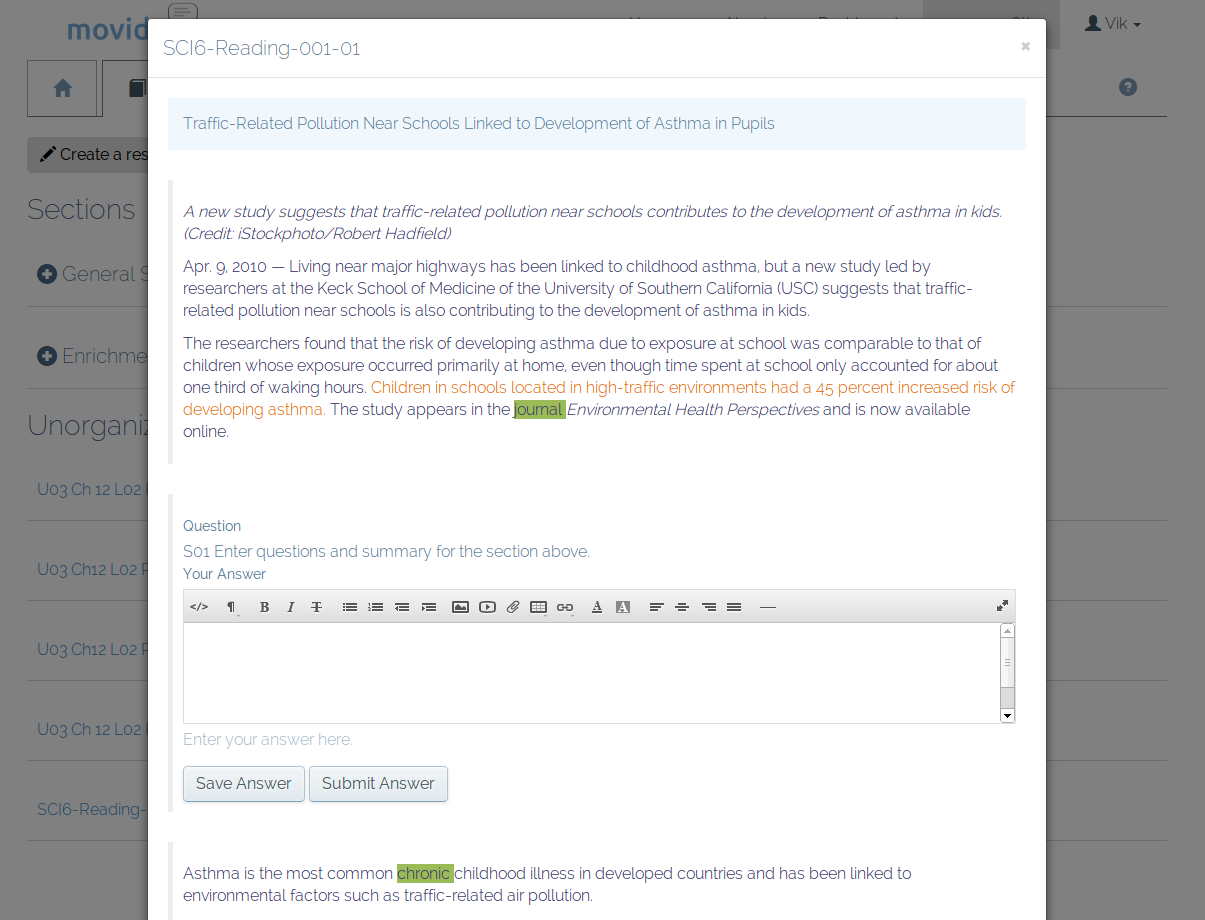 movid
Vik
SCI6-Reading-001-01
×
Create a res
Sections
General S
Enrichme
Unorganiz
U03 Ch 12 L02
U03 Ch12 L02
U03 Ch12 L02
U03 Ch 12 L02
SCI6-Reading-
Traffic-Related Pollution Near Schools Linked to Development of Asthma in Pupils
A new study suggests that traffic-related pollution near schools contributes to the development of asthma in kids.
(Credit: iStockphoto/Robert Hadfield)
Apr. 9, 2010 — Living near major highways has been linked to childhood asthma, but a new study led by
researchers at the Keck School of Medicine of the University of Southern California (USC) suggests that traffic-
related pollution near schools is also contributing to the development of asthma in kids.
The researchers found that the risk of developing asthma due to exposure at school was comparable to that of
children whose exposure occurred primarily at home, even though time spent at school only accounted for about
one third of waking hours. Children in schools located in high-traffic environments had a 45 percent increased risk of
developing asthma. The study appears in the journal Environmental Health Perspectives and is now available
online.
Question
S01 Enter questions and summary for the section above.
Your Answer
Enter your answer here.
Save Answer Submit Answer
Asthma is the most common chronic childhood illness in developed countries and has been linked to
environmental factors such as traffic-related air pollution.